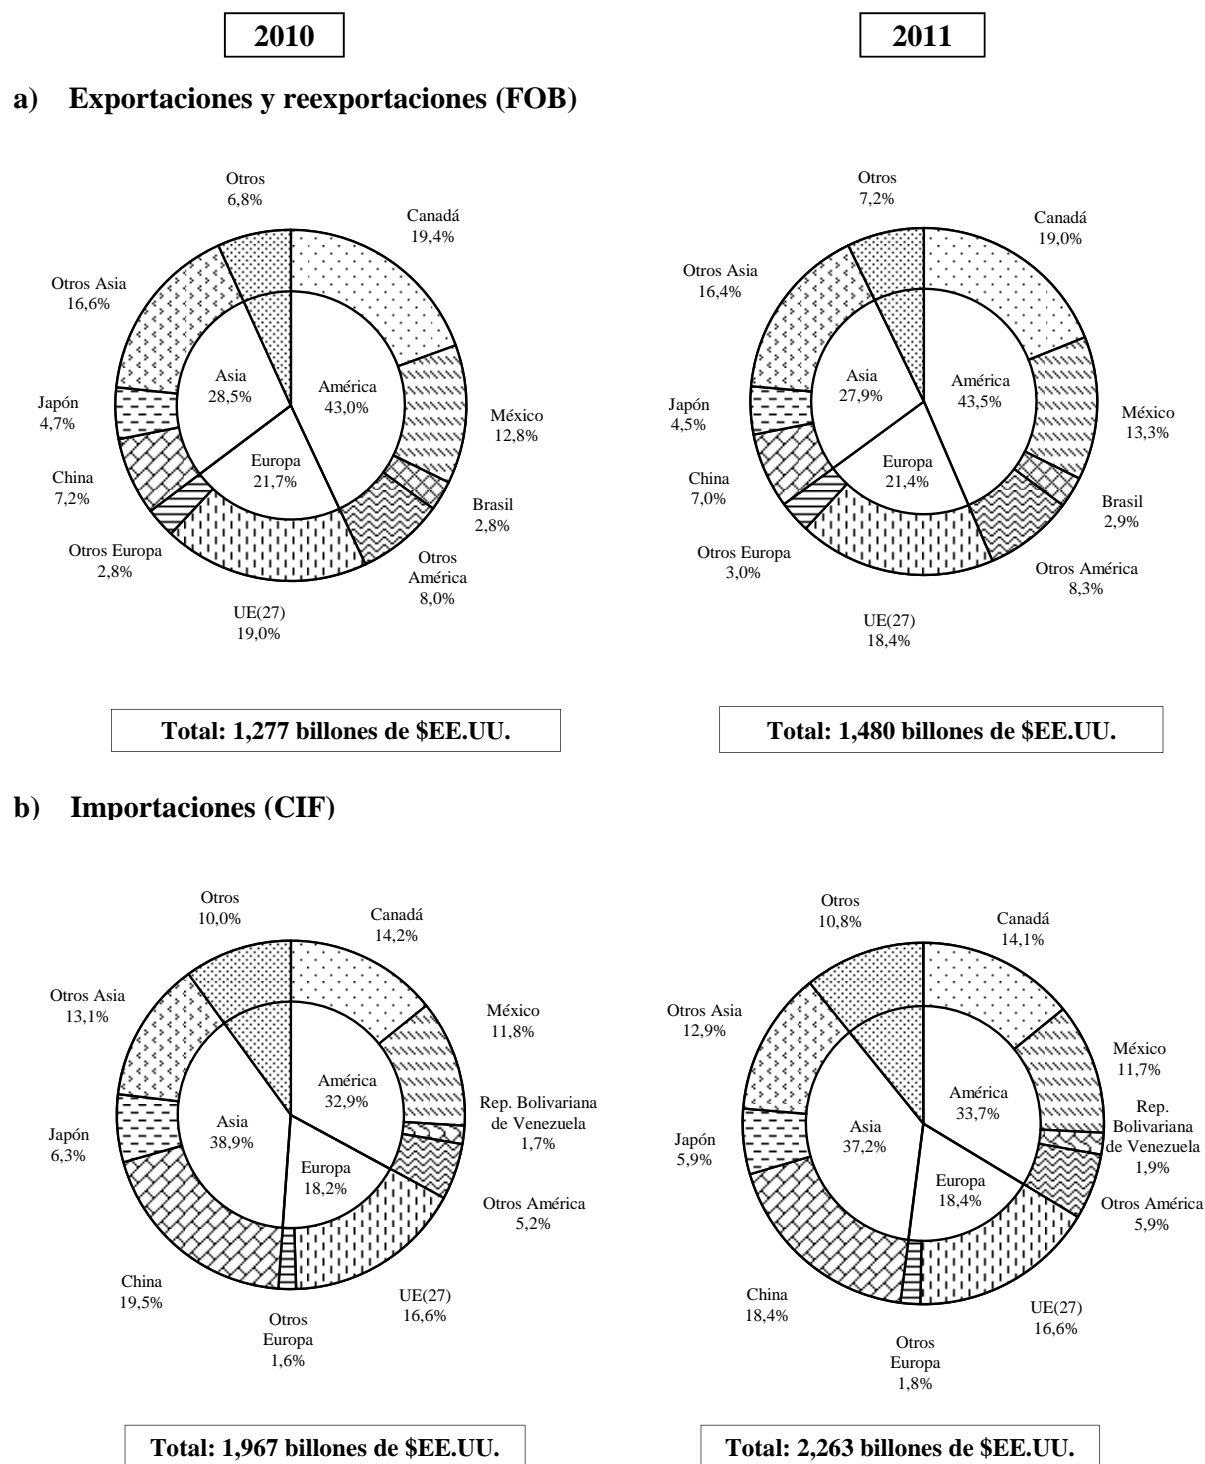 2010
2011
a) Exportaciones y reexportaciones (FOB)
Otros
6,8%
Canadá
19,4%
Otros Asia
16,6%
Asia
28,5%
América
43,0%
Japón
4,7%
México
12,8%
Europa
21,7%
China
7,2%
Brasil
2,8%
Otros Europa
2,8%
Otros
América
8,0%
UE(27)
19,0%
Total: 1,277 billones de $EE.UU.
Otros
7,2%
Canadá
19,0%
Otros Asia
16,4%
Asia
27,9%
América
43,5%
Japón
4,5%
México
13,3%
Europa
21,4%
China
7,0%
Brasil
2,9%
Otros Europa
3,0%
Otros América
8,3%
UE(27)
18,4%
Total: 1,480 billones de $EE.UU.
b) Importaciones (CIF)
Otros
10,0%
Canadá
14,2%
Otros Asia
13,1%
México
11,8%
América
32,9%
Asia
38,9%
Rep. Bolivariana
de Venezuela
1,7%
Japón
6,3%
Europa
18,2%
Otros América
5,2%
China
19,5%
UE(27)
16,6%
Otros
Europa
1,6%
Total: 1,967 billones de $EE.UU.
Otros
10,8%
Canadá
14,1%
Otros Asia
12,9%
México
11,7%
América
33,7%
Asia
37,2%
Rep.
Bolivariana
de Venezuela
1,9%
Japón
5,9%
Europa
18,4%
Otros América
5,9%
China
18,4%
UE(27)
16,6%
Otros
Europa
1,8%
Total: 2,263 billones de $EE.UU.